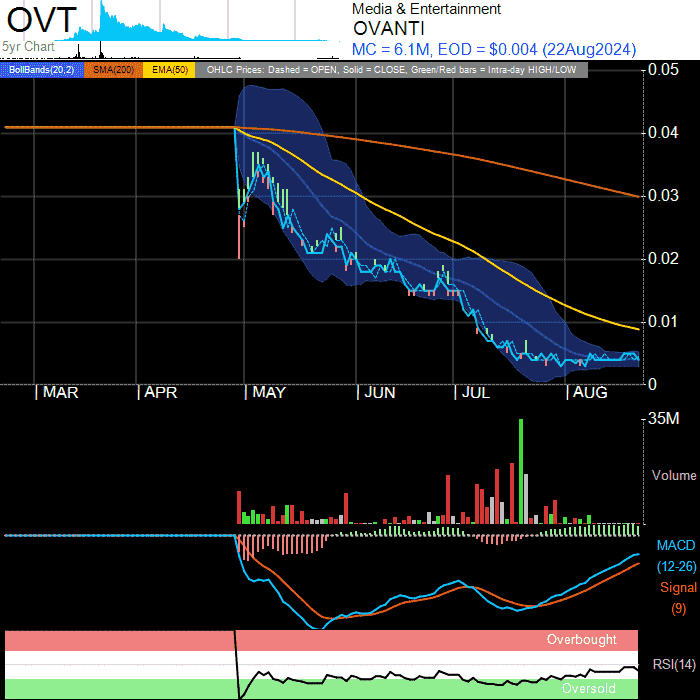 OVT
5yr Chart
Media & Entertainment
OVANTI
MC = 6.1M, EOD = $0.004 (22Aug2024)
BollBands(20,2) SMA(200) EMA(50) OHLC Prices: Dashed = OPEN, Solid = CLOSE, Green/Red bars = Intra-day HIGH/LOW
0.05
0.04
0.03
0.02
0.01
0
| MAR | APR | MAY | JUN | JUL | AUG
35M
Volume
MACD
(12-26)
Signal
(9)
Overbought
RSI(14)
Oversold